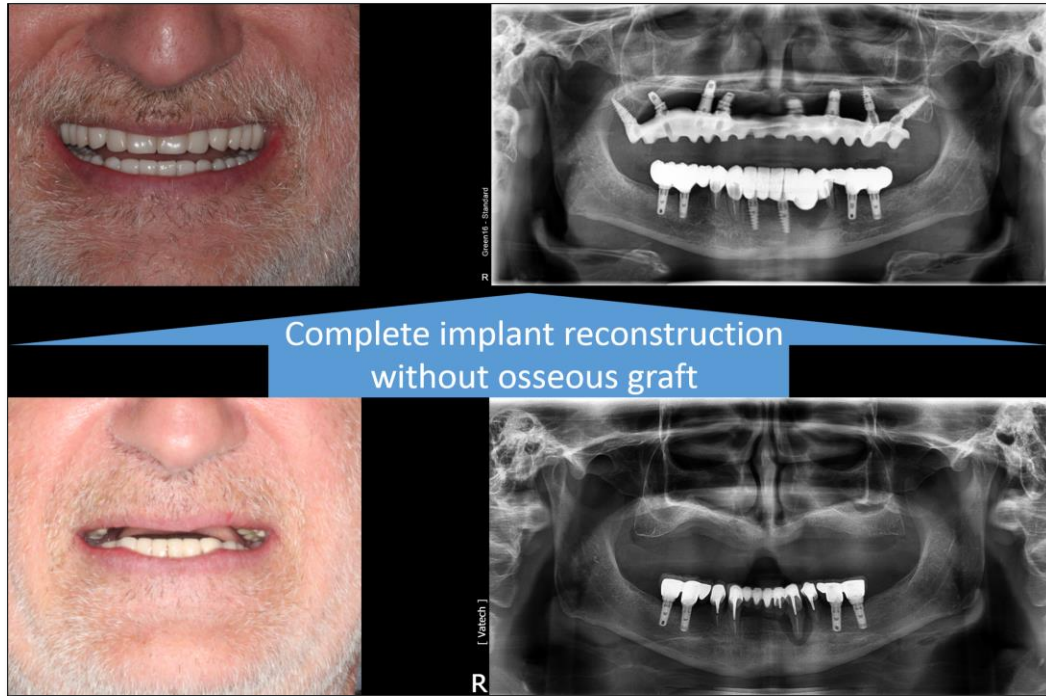 Green16 - Standard
R
Complete implant reconstruction
without osseous graft
[ Vatech ]
R